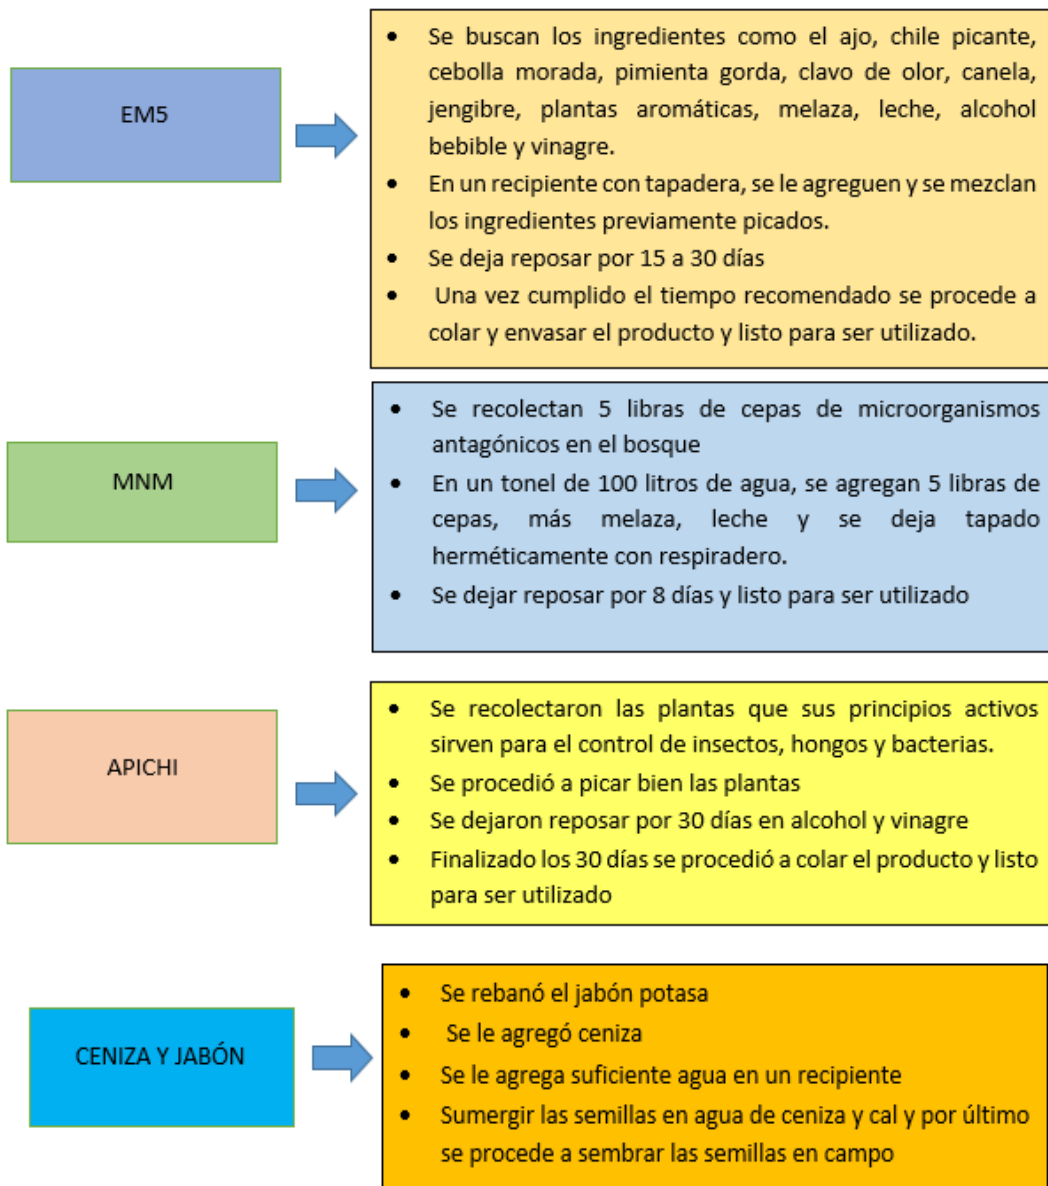 EM5
• Se buscan los ingredientes como el ajo, chile picante,
cebolla morada, pimienta gorda, clavo de olor, canela,
jengibre, plantas aromáticas, melaza, leche, alcohol
bebible y vinagre.
• En un recipiente con tapadera, se le agreguen y se mezclan
los ingredientes previamente picados.
• Se deja reposar por 15 a 30 días
• Una vez cumplido el tiempo recomendado se procede a
colar y envasar el producto y listo para ser utilizado.
MNM
• Se recolectan 5 libras de cepas de microorganismos
antagónicos en el bosque
• En un tonel de 100 litros de agua, se agregan 5 libras de
cepas, más melaza, leche y se deja tapado
herméticamente con respiradero.
• Se dejar reposar por 8 días y listo para ser utilizado
APICHI
• Se recolectaron las plantas que sus principios activos
sirven para el control de insectos, hongos y bacterias.
• Se procedió a picar bien las plantas
• Se dejaron reposar por 30 días en alcohol y vinagre
• Finalizado los 30 días se procedió a colar el producto y listo
para ser utilizado
CENIZA Y JABÓN
• Se rebanó el jabón potasa
• Se le agregó ceniza
• Se le agrega suficiente agua en un recipiente
• Sumergir las semillas en agua de ceniza y cal y por último
se procede a sembrar las semillas en campo